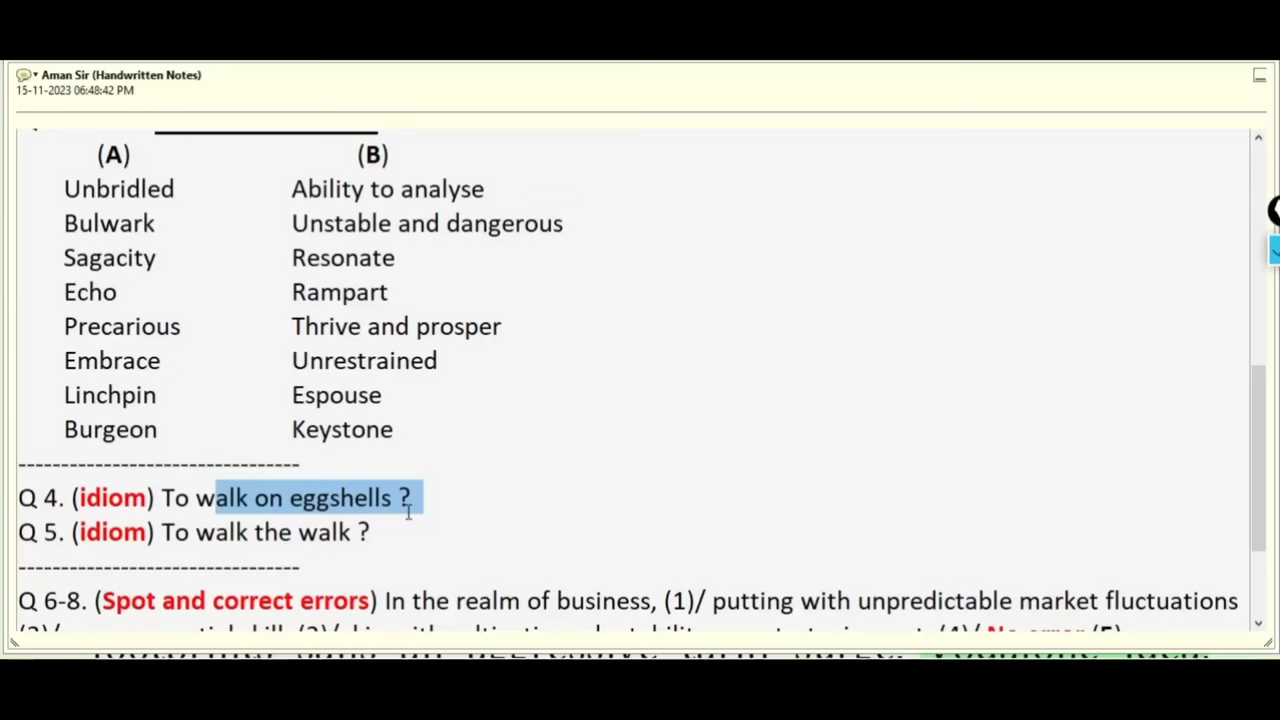 Aman Sir (Handwritten Notes)
15-11-2023 06:48:42 PM
(A) (B)
Unbridled Ability to analyse
Bulwark Unstable and dangerous
Sagacity Resonate
Echo Rampart
Precarious Thrive and prosper
Embrace Unrestrained
Linchpin Espouse
Burgeon Keystone
--------------------------------
Q 4. (idiom) To walk on eggshells ?
Q 5. (idiom) To walk the walk ?
--------------------------------
Q 6-8. (Spot and correct errors) In the realm of business, (1)/ putting with unpredictable market fluctuations